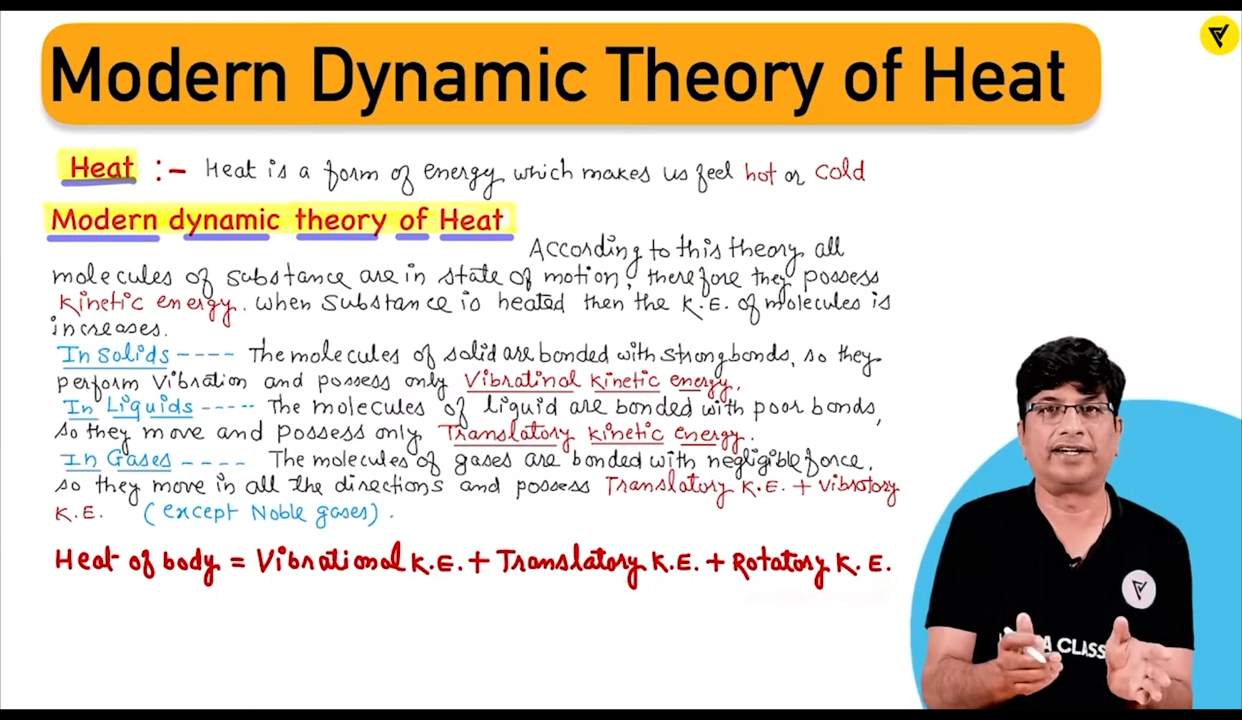 Modern Dynamic Theory of Heat
Heat :- Heat is a form of energy which makes us feel hot or cold
Modern dynamic theory of Heat
According to this theory all
molecules of substance are in state of motion, therefore they possess
kinetic energy. when substance is heated then the K.E. of molecules is
increases.
In Solids ---- The molecules of solid are bonded with strong bonds, so they
perform vibration and possess only Vibratinol kinetic energy.
In Liquids ----- The molecules of liquid are bonded with poor bonds,
so they move and possess only Translatory kinetic energy.
In Gases ---- The molecules of gases are bonded with negligible force.
so they move in all the directions and possess Translatory K.E. + Vibrotory
K.E. (except Noble gases).
Heat of body = Vibrational K.E. + Translatory K.E. + Rotatory K.E.
A CLASS